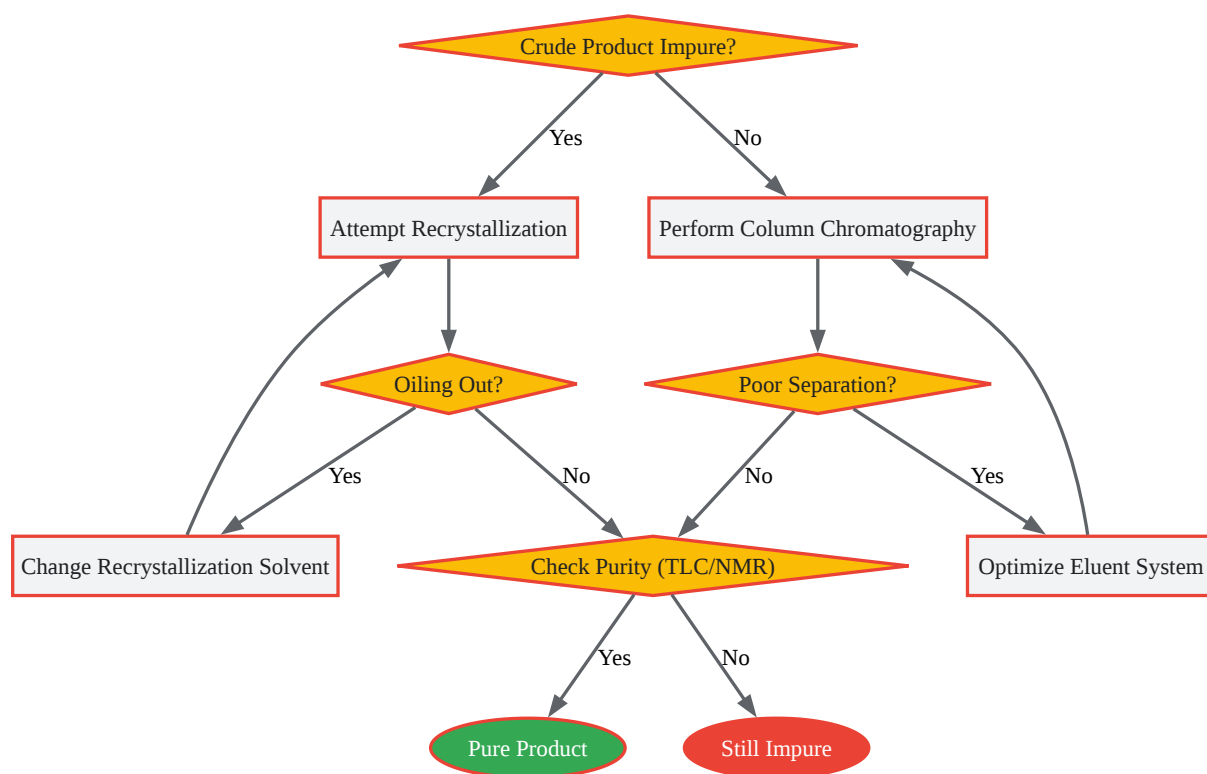 Crude Product Impure?
Yes
No
Attempt Recrystallization
Perform Column Chromatography
Oiling Out?
Poor Separation?
Yes
No
No
Yes
Change Recrystallization Solvent
Check Purity (TLC/NMR)
Optimize Eluent System
Yes
No
Pure Product
Still Impure